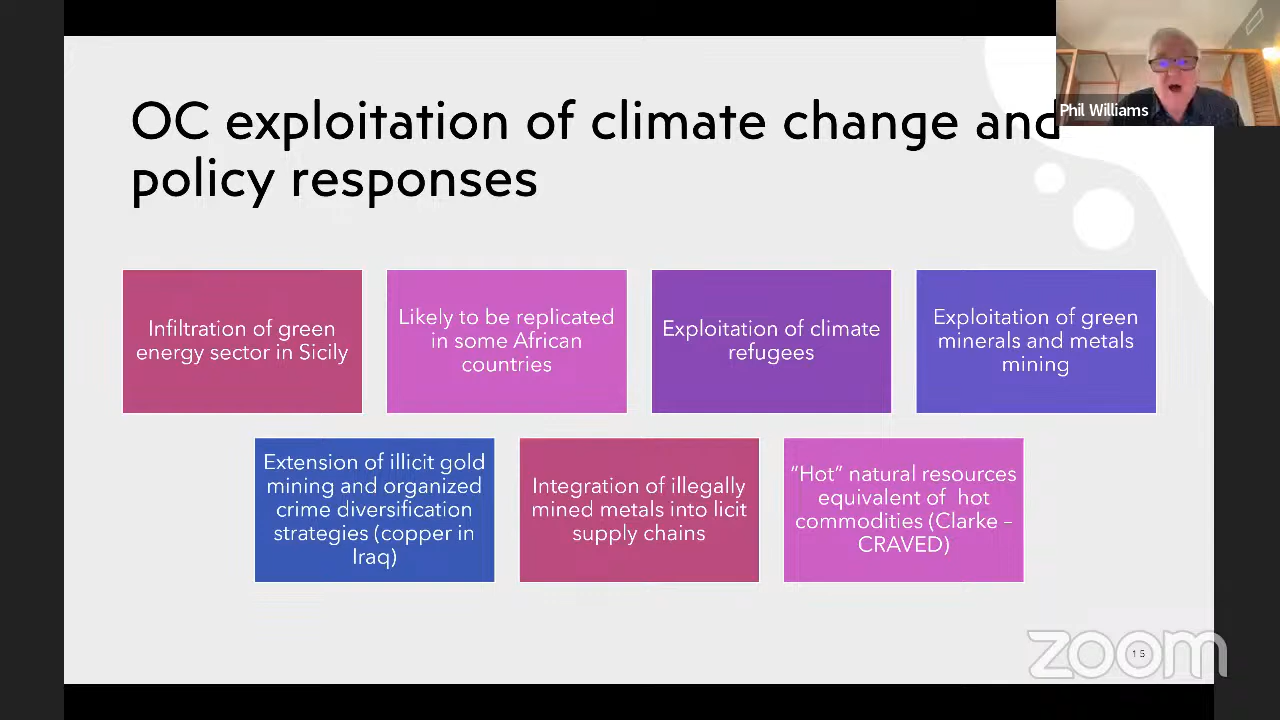 OC exploitation of climate change and
policy responses
Phil Williams
Infiltration of green
energy sector in Sicily
Likely to be replicated
in some African
countries
Exploitation of climate
refugees
Exploitation of green
minerals and metals
mining
Extension of illicit gold
mining and organized
crime diversification
strategies (copper in
Iraq)
Integration of illegally
mined metals into licit
supply chains
“Hot” natural resources
equivalent of hot
commodities (Clarke –
CRAVED)
zoom
15